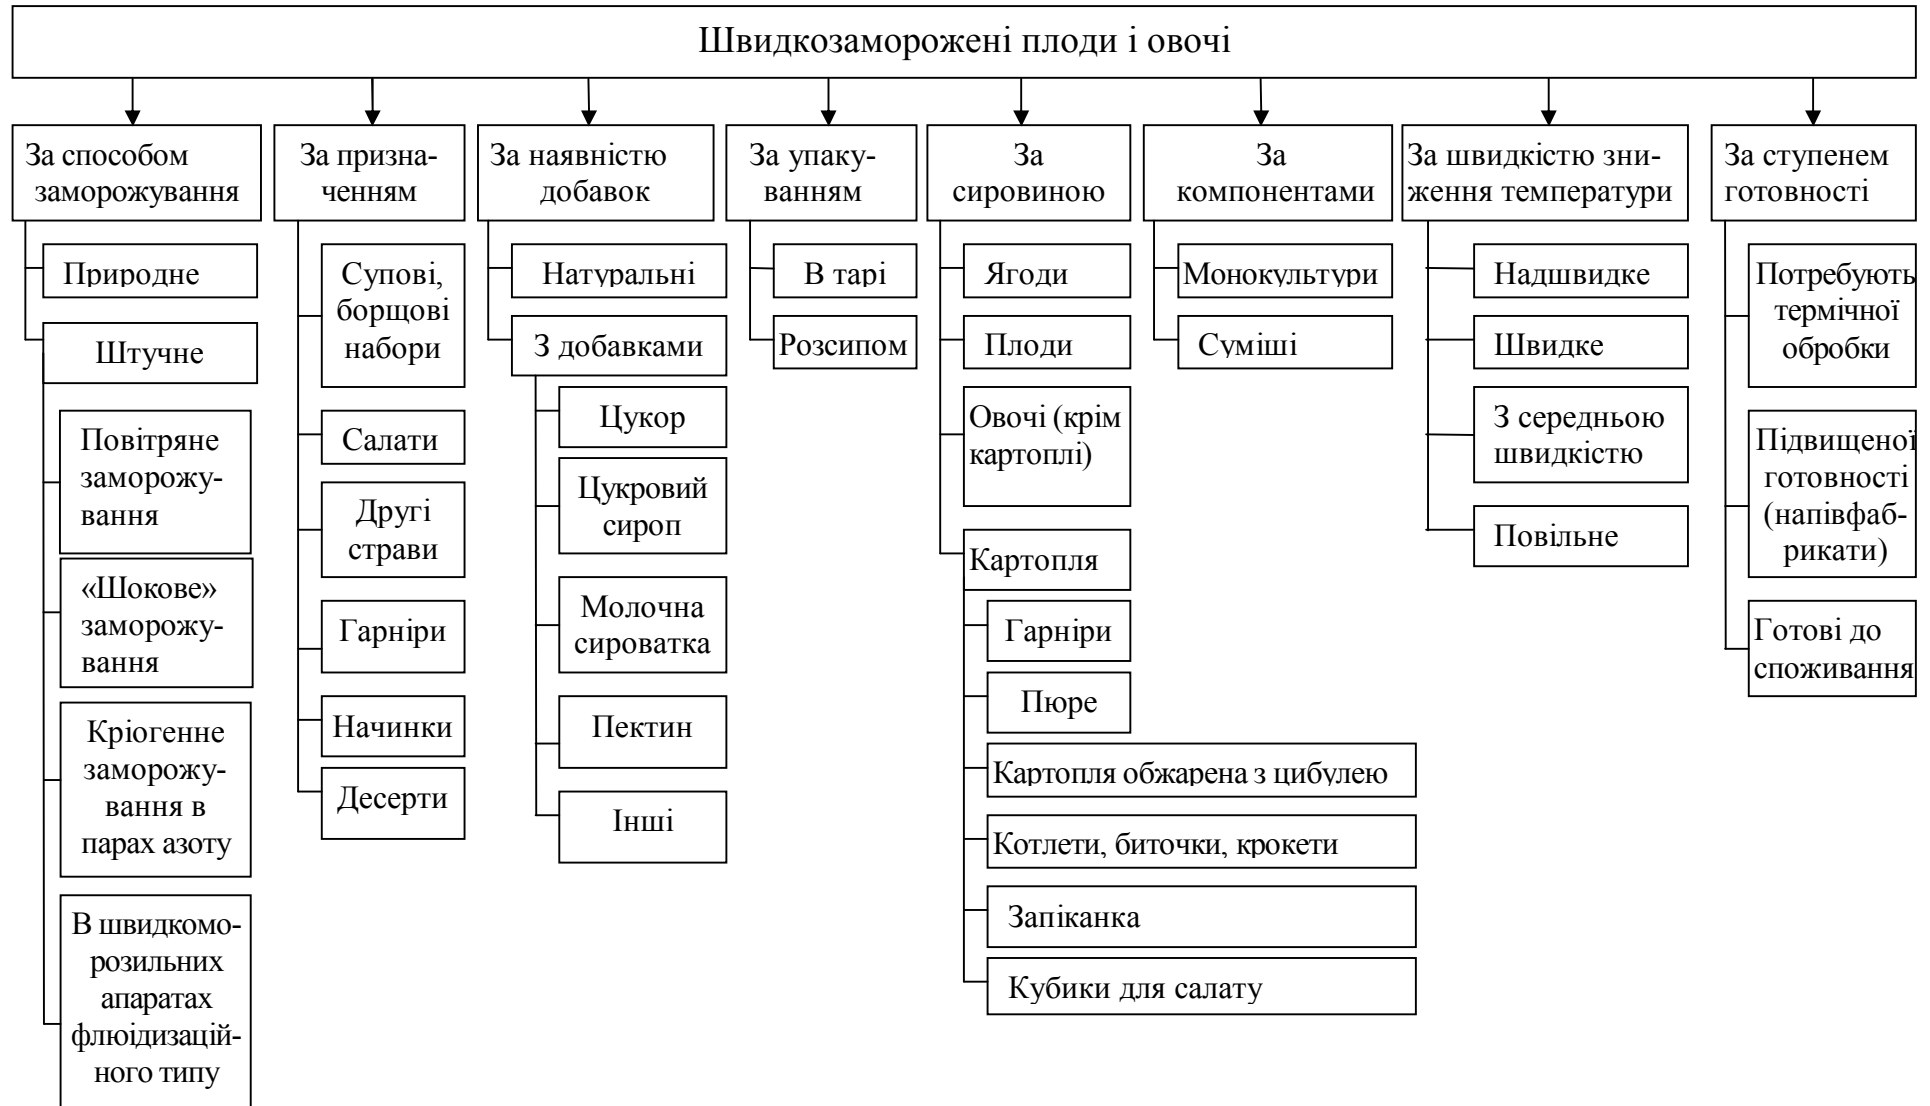 Швидкозаморожені плоди і овочі
За способом
заморожування
Природне
Штучне
Повітряне
заморожу-
вання
«Шокове»
заморожу-
вання
Кріогенне
заморожу-
вання в
парах азоту
В швидкомо-
розильних
апаратах
флюідизацій-
ного типу
За призна-
ченням
Супові,
борщові
набори
Салати
Другі
страви
Гарніри
Начинки
Десерти
За наявністю
добавок
Натуральні
З добавками
Цукор
Цукровий
сироп
Молочна
сироватка
Пектин
Інші
За упаку-
ванням
В тарі
Розсипом
За
сировиною
Ягоди
Плоди
Овочі (крім
картоплі)
Картопля
Гарніри
Пюре
Картопля обжарена з цибулею
Котлети, биточки, крокети
Запіканка
Кубики для салату
За
компонентами
Монокультури
Суміші
За швидкістю зни-
ження температури
Надшвидке
Швидке
З середньою
швидкістю
Повільне
За ступенем
готовності
Потребують
термічної
обробки
Підвищеної
готовності
(напівфаб-
рикати)
Готові до
споживання